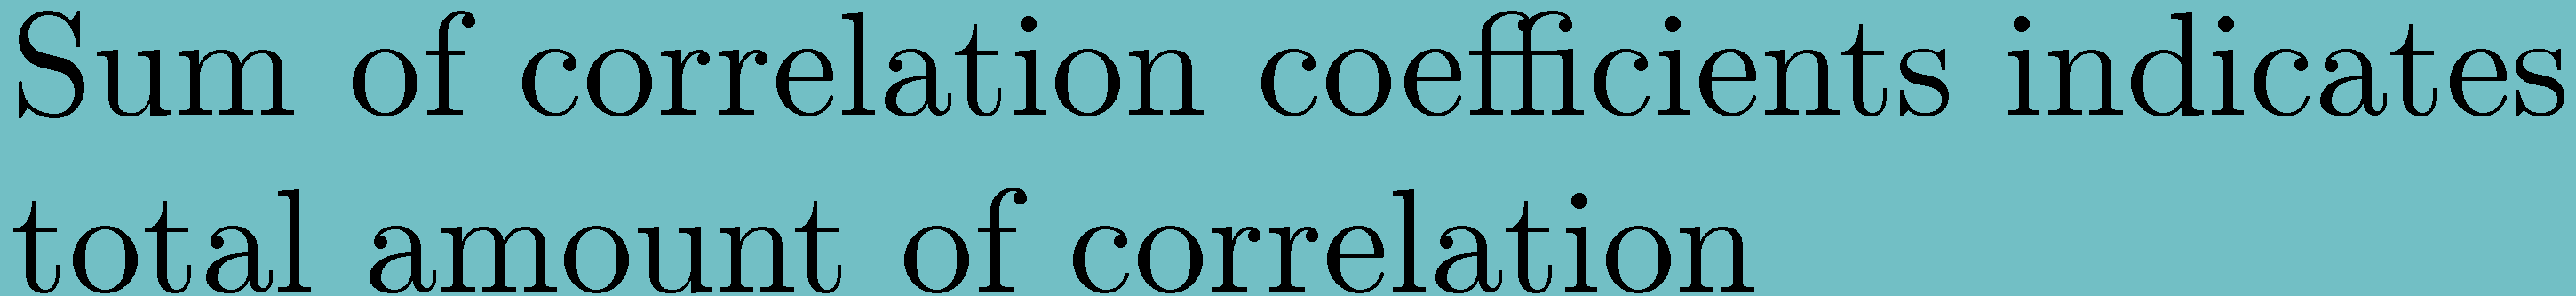 Sum of correlation coefficients indicates
total amount of correlation